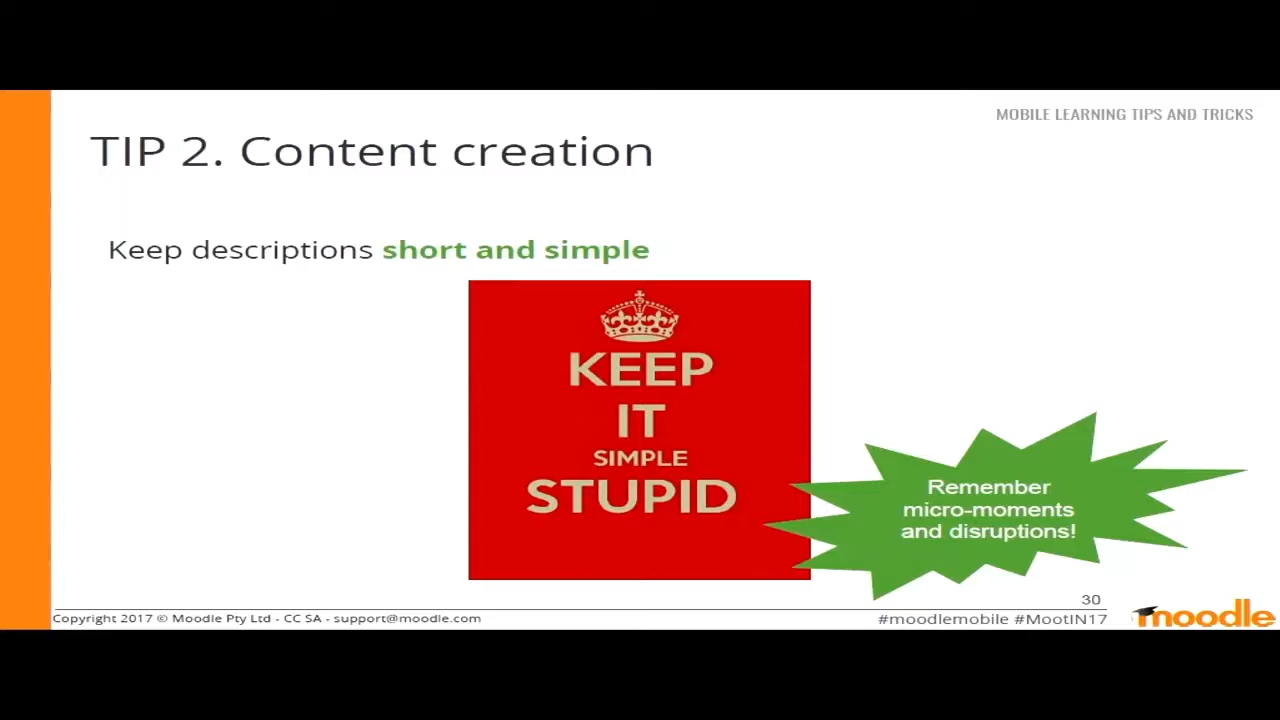 MOBILE LEARNING TIPS AND TRICKS
TIP 2. Content creation
Keep descriptions short and simple
KEEP
IT
SIMPLE
STUPID
Remember
micro-moments
and disruptions!
30
Copyright 2017 © Moodle Pty Ltd - CC SA - support@moodle.com
#moodlemobile #MootIN17
moodle